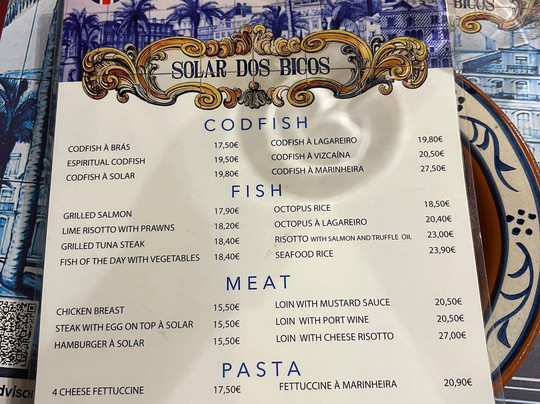 BICOS
SOLAR DOS BICOS
CODFISH
CODFISH À BRÁS 17,50€
ESPIRITUAL CODFISH 19,50€
CODFISH À SOLAR 19,80€
CODFISH À LAGAREIRO 19,80€
CODFISH À VIZCAÍNA 20,50€
CODFISH À MARINHEIRA 27,50€
FISH
GRILLED SALMON 17,90€
LIME RISOTTO WITH PRAWNS 18,20€
GRILLED TUNA STEAK 18,40€
FISH OF THE DAY WITH VEGETABLES 18,40€
OCTOPUS RICE 18,50€
OCTOPUS À LAGAREIRO 20,40€
RISOTTO WITH SALMON AND TRUFFLE OIL 23,00€
SEAFOOD RICE 23,90€
MEAT
CHICKEN BREAST 15,50€
STEAK WITH EGG ON TOP À SOLAR 15,50€
HAMBURGER À SOLAR 15,50€
LOIN WITH MUSTARD SAUCE 20,50€
LOIN WITH PORT WINE 20,50€
LOIN WITH CHEESE RISOTTO 27,00€
PASTA
4 CHEESE FETTUCCINE 17,50€
FETTUCCINE À MARINHEIRA 20,90€
dvisor